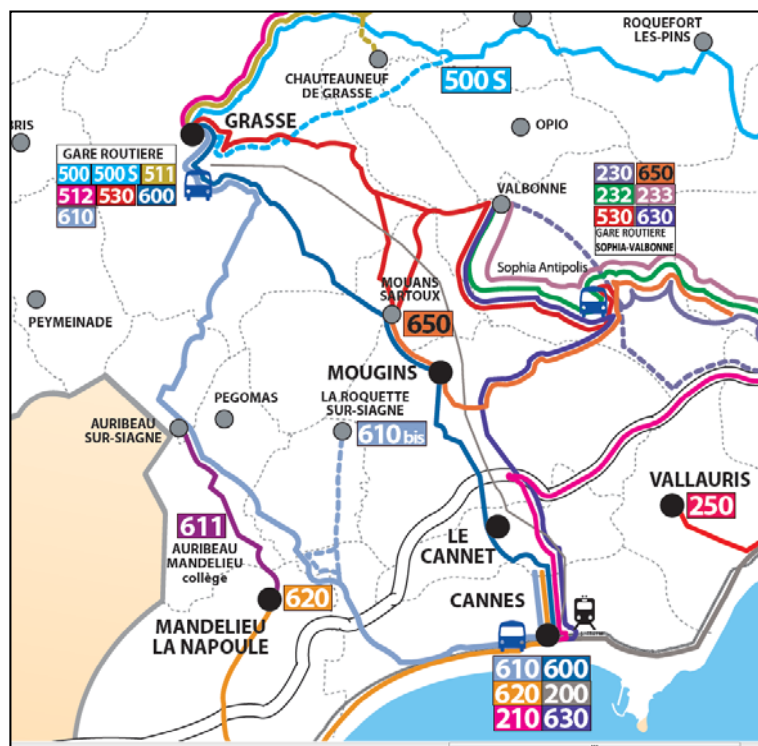 ROQUEFORT
LES-PINS
CHAUTEAUNEUF
DE GRASSE
500 S
GRASSE
OPIO
BRIS
GARE ROUTIERE
500 500 S 511
512 530 600
610
230 650
232 233
530 630
GARE ROUTIERE
SOPHIA-VALBONNE
VALBONNE
Sophia Antipolis
MOUANS
SARTOUX
650
PEYMEINADE
MOUGINS
PEGOMAS
LA ROQUETTE
SUR-SIAGNE
610 bis
AURIBEAU
SUR-SIAGNE
VALLAURIS
250
611
AURIBEAU
MANDELIEU
collège
LE
CANNET
620
CANNES
MANDELIEU
LA NAPOULE
610 600
620 200
210 630